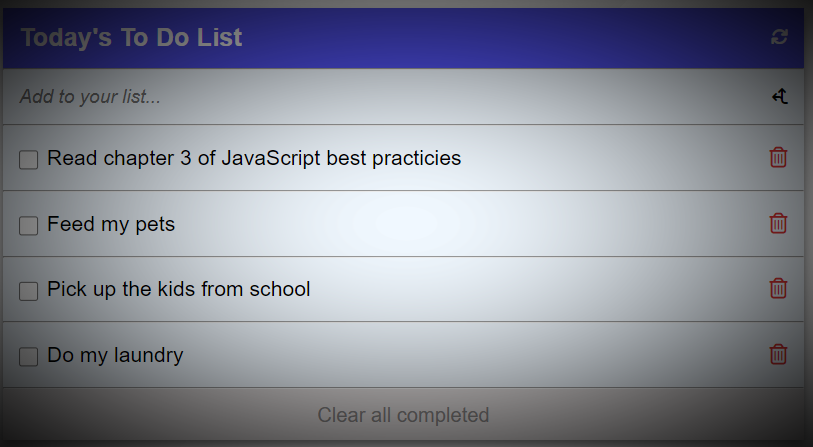 Today's To Do List
Add to your list...
Read chapter 3 of JavaScript best practicies
Feed my pets
Pick up the kids from school
Do my laundry
Clear all completed